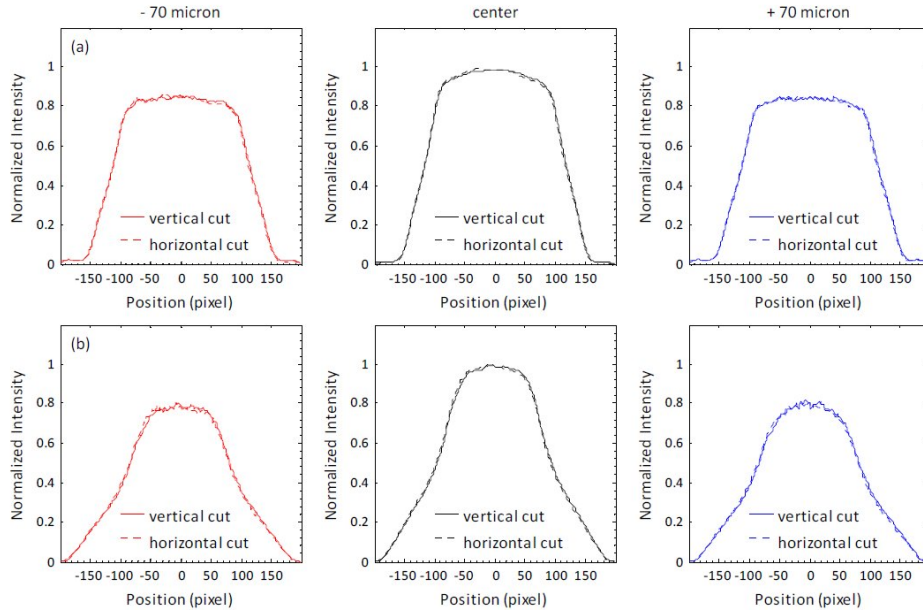 - 70 micron
center
+ 70 micron
(a)
Normalized Intensity
1
0.8
0.6
0.4
0.2
0
vertical cut
horizontal cut
-150 -100 -50 0 50 100 150
Position (pixel)
Normalized Intensity
1
0.8
0.6
0.4
0.2
0
vertical cut
horizontal cut
-150 -100 -50 0 50 100 150
Position (pixel)
Normalized Intensity
1
0.8
0.6
0.4
0.2
0
vertical cut
horizontal cut
-150 -100 -50 0 50 100 150
Position (pixel)
(b)
Normalized Intensity
1
0.8
0.6
0.4
0.2
0
vertical cut
horizontal cut
-150 -100 -50 0 50 100 150
Position (pixel)
Normalized Intensity
1
0.8
0.6
0.4
0.2
0
vertical cut
horizontal cut
-150 -100 -50 0 50 100 150
Position (pixel)
Normalized Intensity
1
0.8
0.6
0.4
0.2
0
vertical cut
horizontal cut
-150 -100 -50 0 50 100 150
Position (pixel)